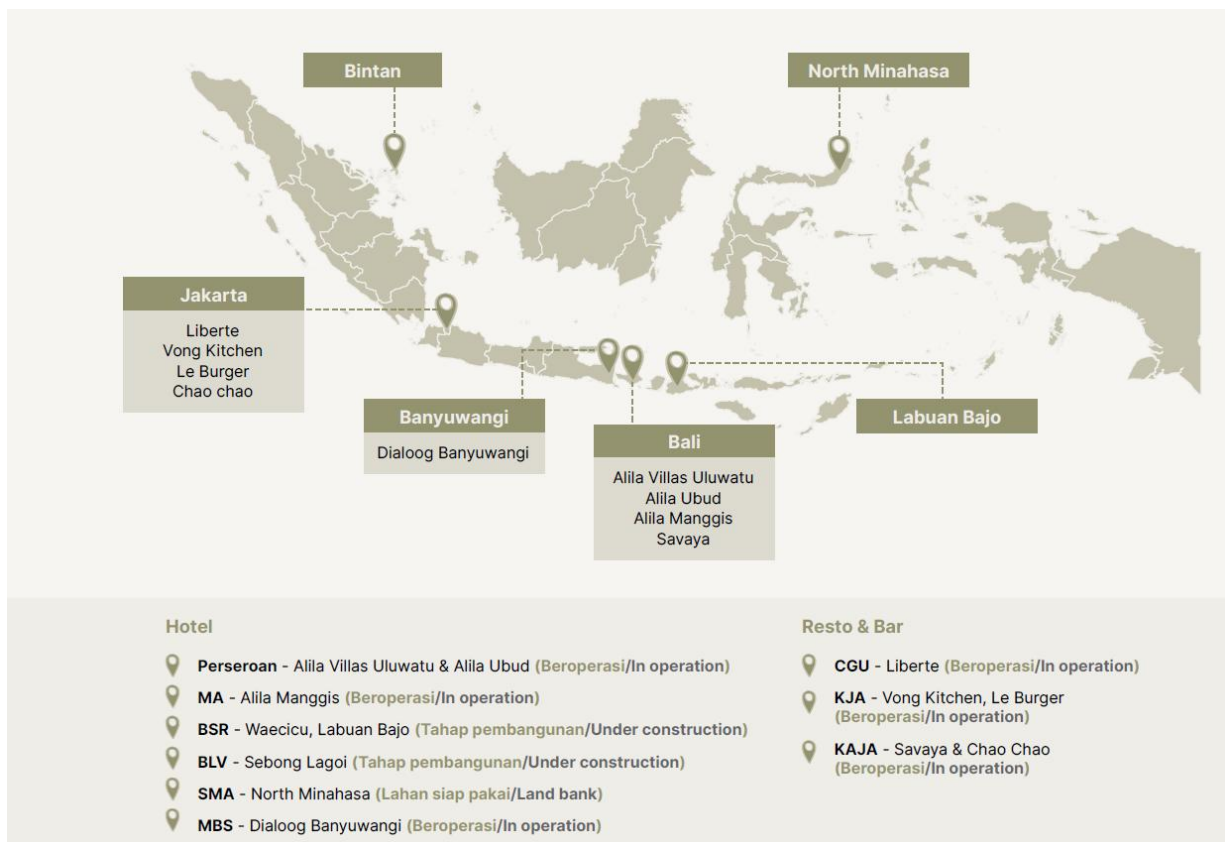 Bintan
North Minahasa
Jakarta
Liberte
Vong Kitchen
Le Burger
Chao chao
Banyuwangi
Dialoog Banyuwangi
Bali
Alila Villas Uluwatu
Alila Ubud
Alila Manggis
Savaya
Labuan Bajo
Hotel
Perseroan - Alila Villas Uluwatu & Alila Ubud (Beroperasi/In operation)
MA - Alila Manggis (Beroperasi/In operation)
BSR - Waecicu, Labuan Bajo (Tahap pembangunan/Under construction)
BLV - Sebong Lagoi (Tahap pembangunan/Under construction)
SMA - North Minahasa (Lahan siap pakai/Land bank)
MBS - Dialoog Banyuwangi (Beroperasi/In operation)
Resto & Bar
CGU - Liberte (Beroperasi/In operation)
KJA - Vong Kitchen, Le Burger
(Beroperasi/In operation)
KAJA - Savaya & Chao Chao
(Beroperasi/In operation)